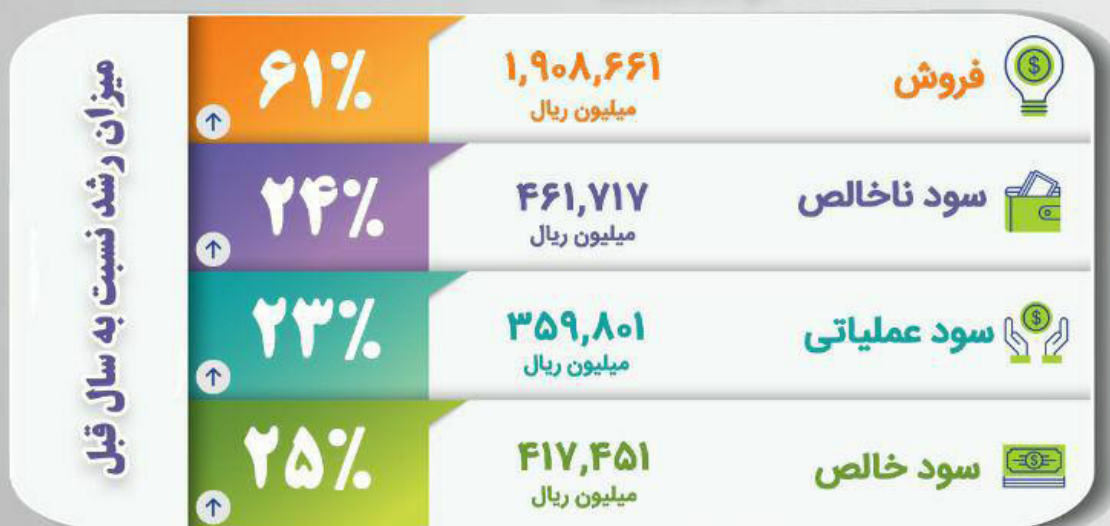 فروش
۱,۹۰۸,۶۶۱
میلیون ریال
۶۱%
سود ناخالص
۴۶۱,۷۱۷
میلیون ریال
۲۴%
سود عملیاتی
۳۵۹,۸۰۱
میلیون ریال
۲۳%
سود خالص
۴۱۷,۴۵۱
میلیون ریال
۲۵%
میزان رشد نسبت به سال قبل